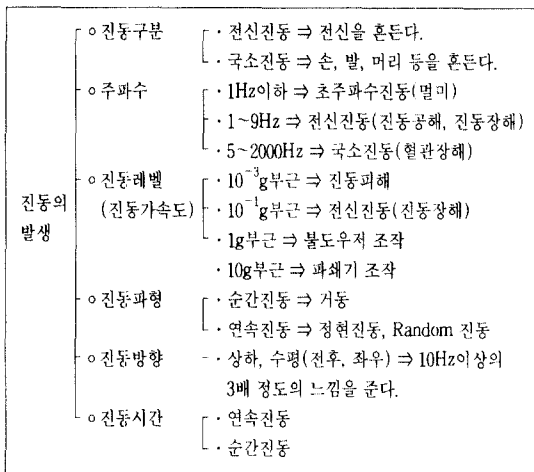 진동의 발생
○ 진동구분
· 전신진동 ⇒ 전신을 흔든다.
· 국소진동 ⇒ 손, 발, 머리 등을 흔든다.
○ 주파수
· 1Hz이하 ⇒ 초주파수진동(멀미)
· 1~9Hz ⇒ 전신진동(진동공해, 진동장해)
· 5~2000Hz ⇒ 국소진동(혈관장해)
○ 진동레벨
(진동가속도)
· 10⁻³g부근 ⇒ 진동피해
· 10⁻¹g부근 ⇒ 전신진동(진동장해)
· 1g부근 ⇒ 불도우저 조작
· 10g부근 ⇒ 파쇄기 조작
○ 진동파형
· 순간진동 ⇒ 거동
· 연속진동 ⇒ 정현진동, Random 진동
○ 진동방향
· 상하, 수평(전후, 좌우) ⇒ 10Hz이상의
3배 정도의 느낌을 준다.
○ 진동시간
· 연속진동
· 순간진동